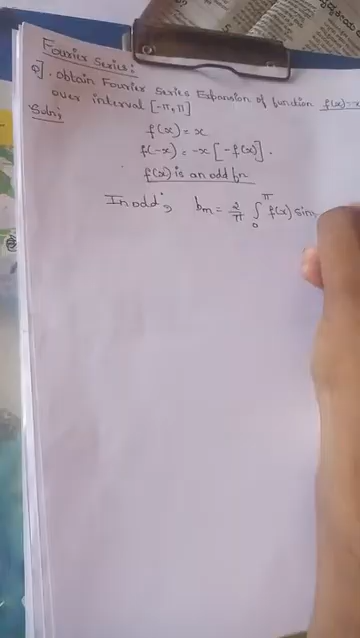 Fourier Series:
Q]. Obtain Fourier Series Expansion of function f(x)=x
over interval [-π,π]
Soln;
f(x) = x
f(-x) = -x [-f(x)].
f(x) is an odd fn
In odd; bm = 2/π ∫₀^π f(x) sin